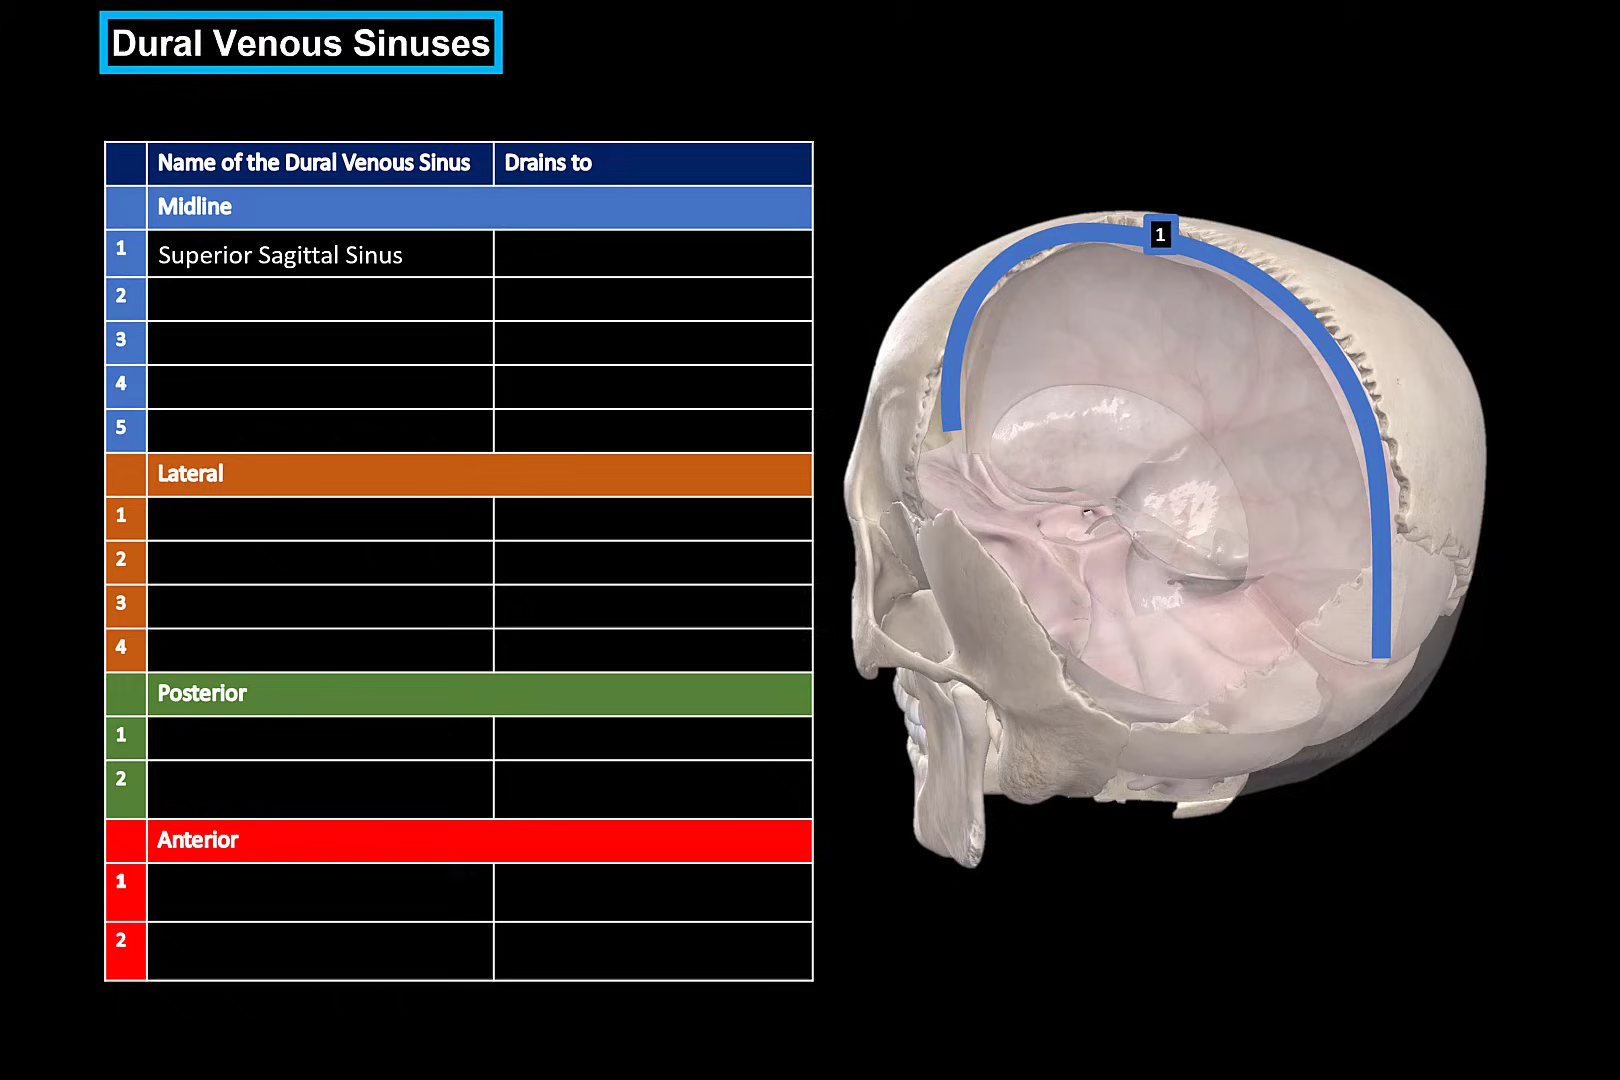 Dural Venous Sinuses
Name of the Dural Venous Sinus Drains to
Midline
1 Superior Sagittal Sinus
2
3
4
5
Lateral
1
2
3
4
Posterior
1
2
Anterior
1
2
1